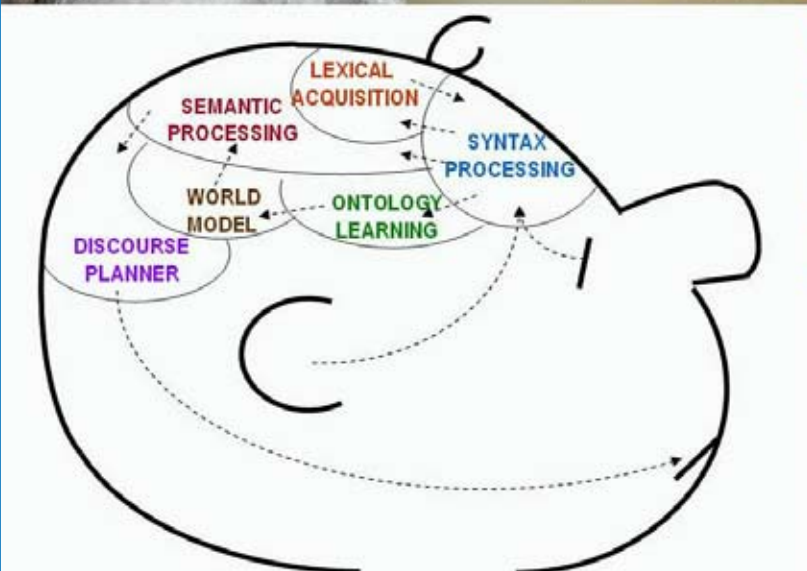 LEXICAL
ACQUISITION
SEMANTIC
PROCESSING
SYNTAX
PROCESSING
WORLD
MODEL
ONTOLOGY
LEARNING
DISCOURSE
PLANNER